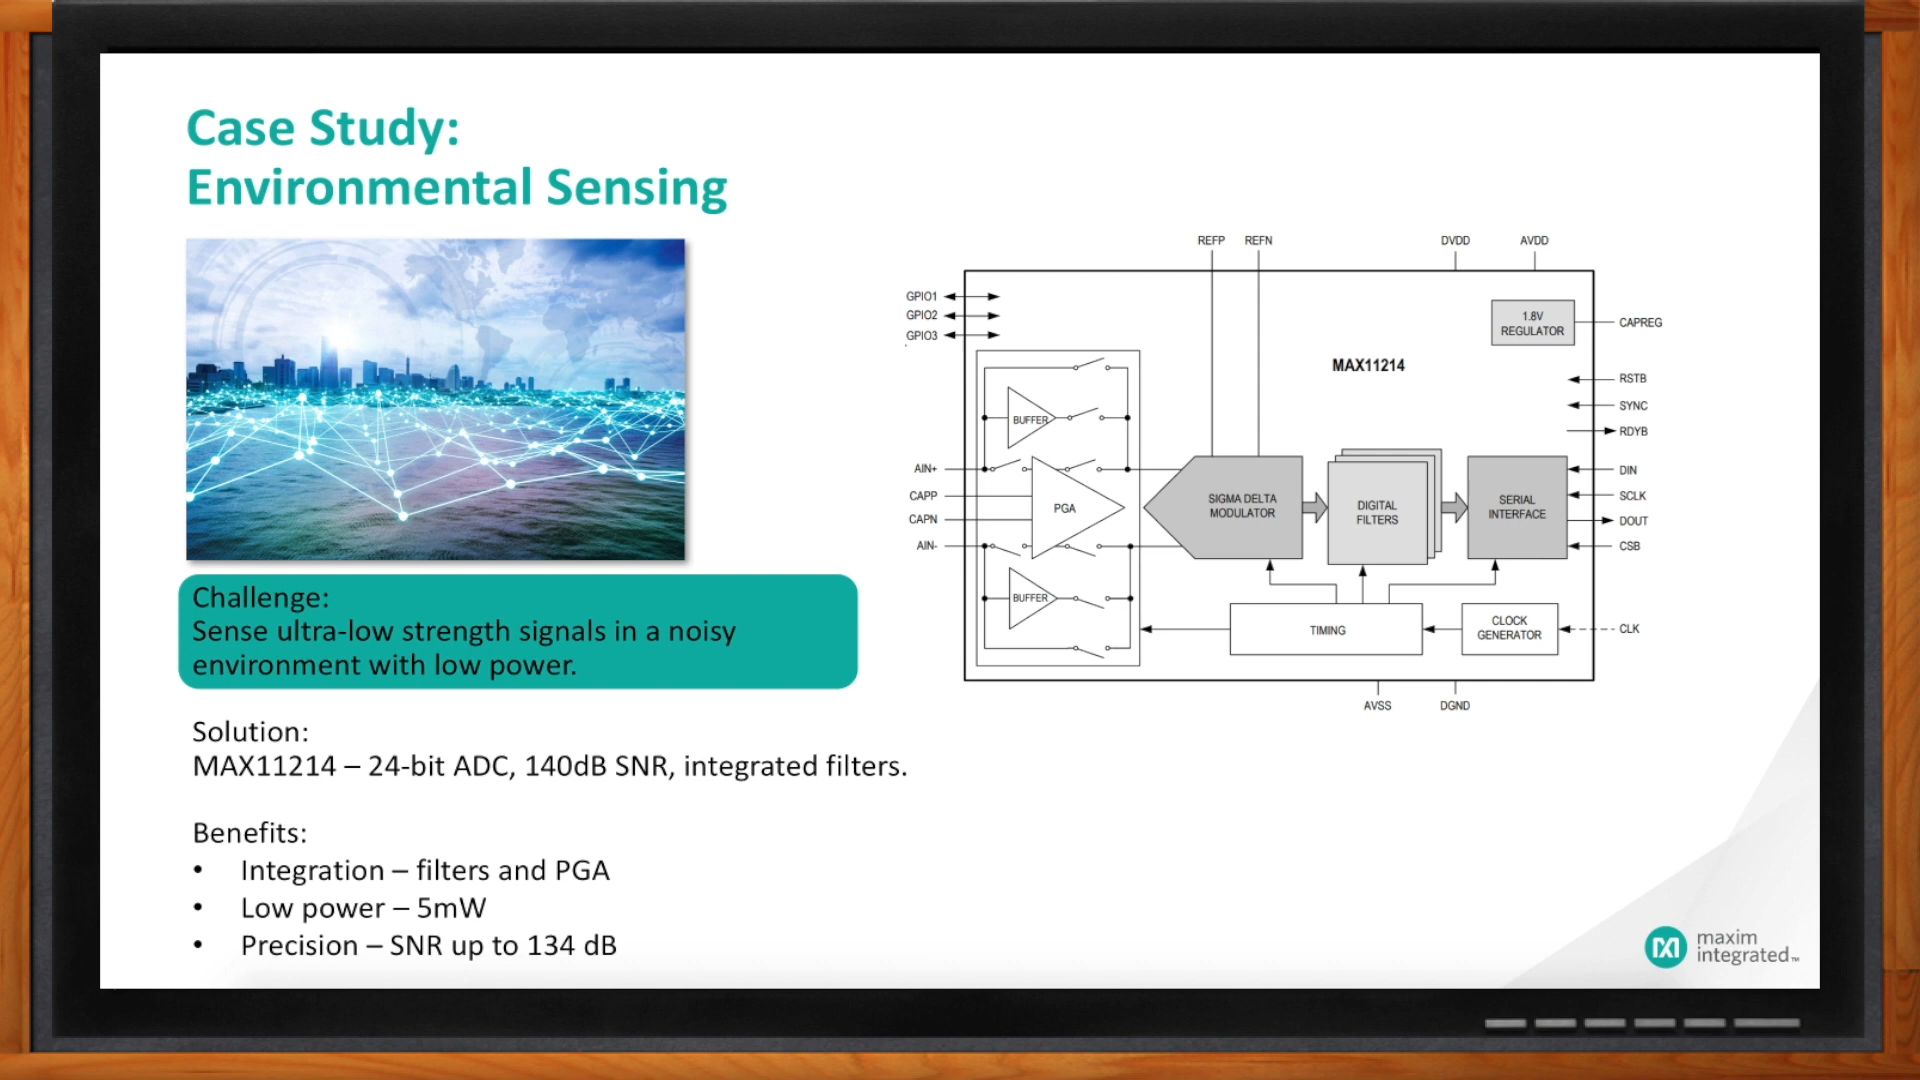 Case Study:
Environmental Sensing
Challenge:
Sense ultra-low strength signals in a noisy
environment with low power.
Solution:
MAX11214 – 24-bit ADC, 140dB SNR, integrated filters.
Benefits:
• Integration – filters and PGA
• Low power – 5mW
• Precision – SNR up to 134 dB
REFP REFN DVDD AVDD
GPIO1
GPIO2
GPIO3
1.8V
REGULATOR
CAPREG
MAX11214
RSTB
SYNC
RDYB
BUFFER
AIN+
CAPP
CAPN
AIN-
PGA
SIGMA DELTA
MODULATOR
DIGITAL
FILTERS
SERIAL
INTERFACE
DIN
SCLK
DOUT
CSB
BUFFER
TIMING
CLOCK
GENERATOR
CLK
AVSS DGND
maxim
integrated™